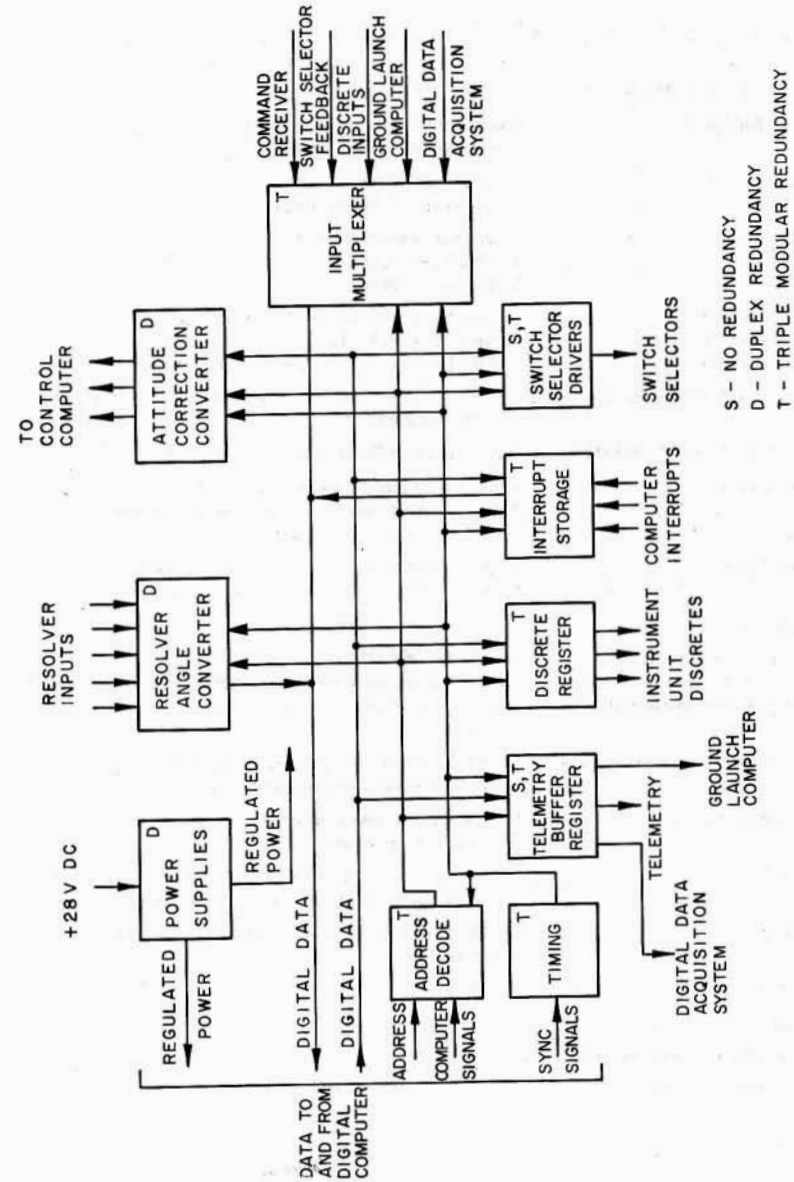 TO
CONTROL
COMPUTER
RESOLVER
INPUTS
+28V DC
D
ATTITUDE
CORRECTION
CONVERTER
D
RESOLVER
ANGLE
CONVERTER
D
POWER
SUPPLIES
REGULATED
POWER
REGULATED
POWER
COMMAND
RECEIVER
SWITCH SELECTOR
FEEDBACK
DISCRETE
INPUTS
GROUND LAUNCH
COMPUTER
DIGITAL DATA
ACQUISITION
SYSTEM
T
INPUT
MULTIPLEXER
DIGITAL DATA
DIGITAL DATA
DATA TO
AND FROM
DIGITAL
COMPUTER
ADDRESS
COMPUTER
SIGNALS
T
ADDRESS
DECODE
SYNC
SIGNALS
T
TIMING
S,T
TELEMETRY
BUFFER
REGISTER
T
DISCRETE
REGISTER
T
INTERRUPT
STORAGE
S,T
SWITCH
SELECTOR
DRIVERS
DIGITAL DATA
ACQUISITION
SYSTEM
TELEMETRY
GROUND
LAUNCH
COMPUTER
INSTRUMENT
UNIT
DISCRETES
COMPUTER
INTERRUPTS
SWITCH
SELECTORS
S - NO REDUNDANCY
D - DUPLEX REDUNDANCY
T - TRIPLE MODULAR REDUNDANCY